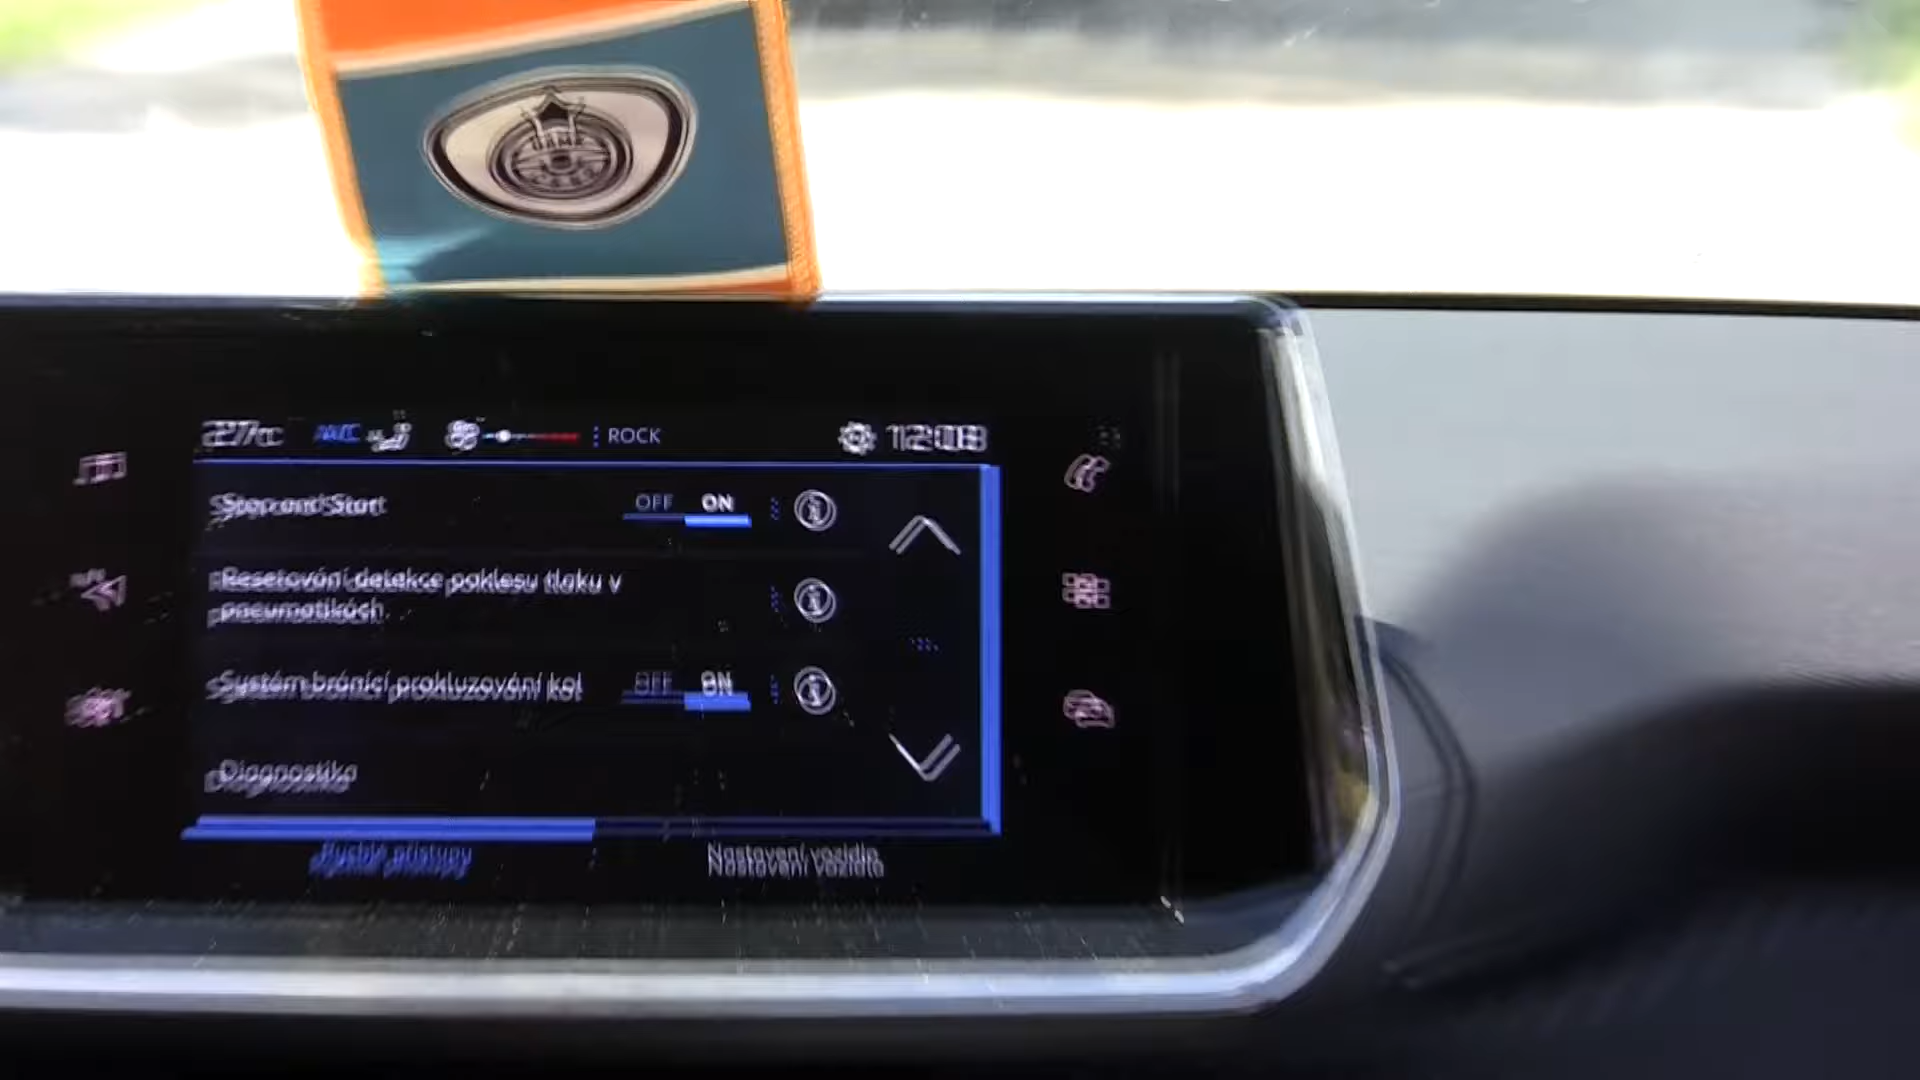 ROCK
12:08
Stop and Start
OFF
ON
Resetování detekce poklesu tlaku v
pneumatikách
Systém bránící prokluzování kol
OFF
ON
Diagnostika
Rychlé přístupy
Nastavení vozidla